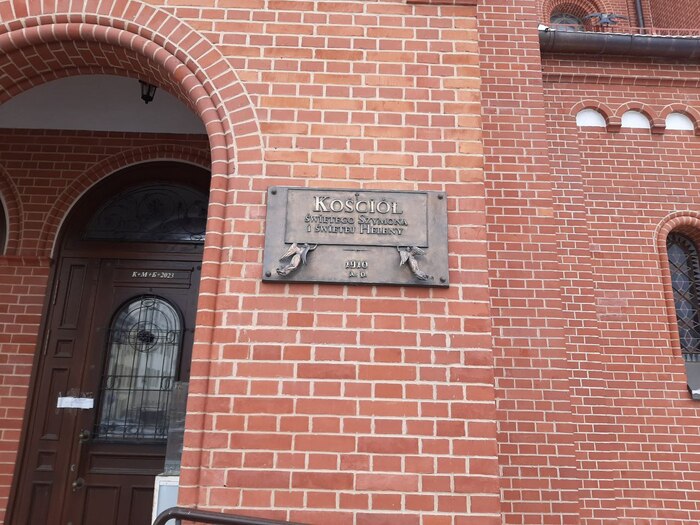 KOŚCIÓŁ
ŚWIĘTEGO SZYMONA
I ŚWIĘTEJ HELENY
1910
A. D.
К+М+Б+2023